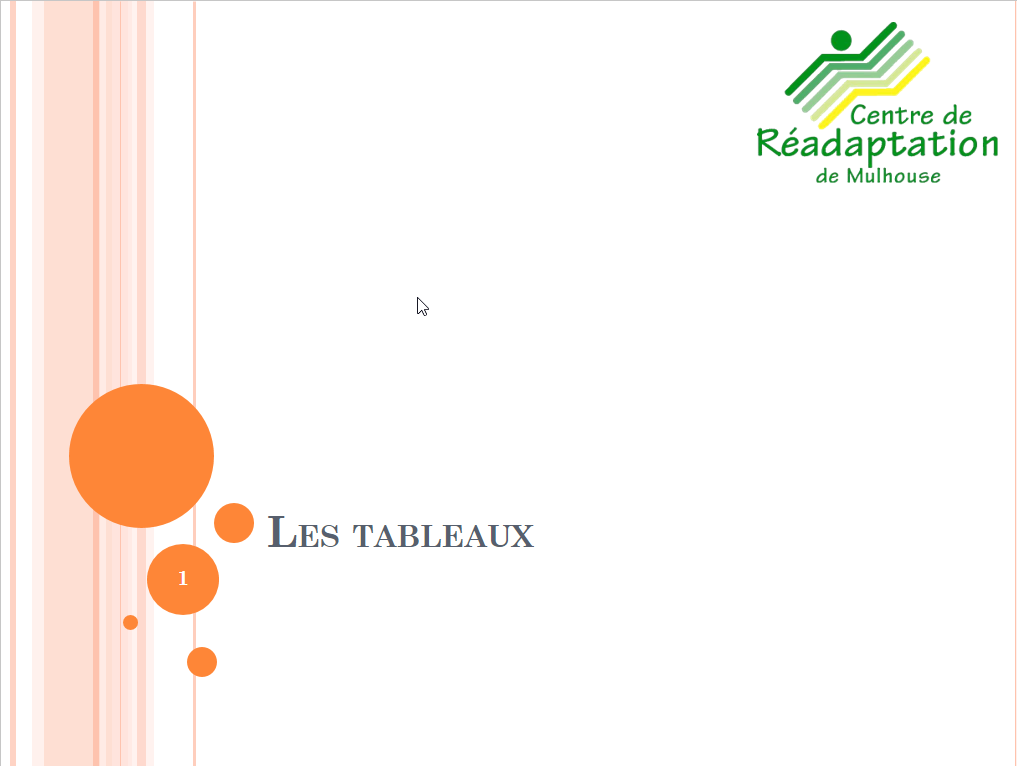 Centre de
Réadaptation
de Mulhouse
Les tableaux
1